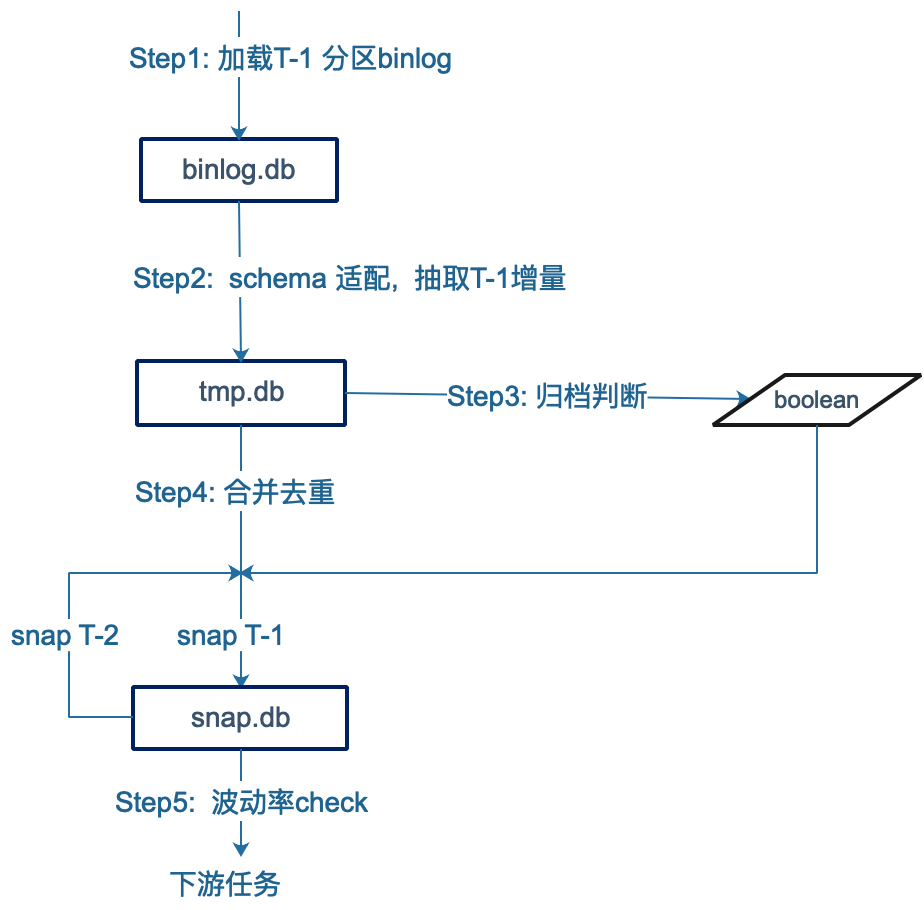 Step1: 加载T-1 分区binlog
binlog.db
Step2:  schema 适配,  抽取T-1增量
tmp.db
Step3: 归档判断
boolean
Step4: 合并去重
snap T-2
snap T-1
snap.db
Step5:  波动率check
下游任务